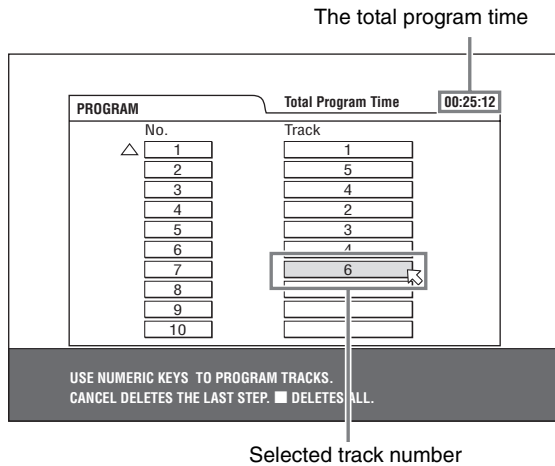 The total program time
PROGRAM Total Program Time 00:25:12
No. Track
1 1
2 5
3 4
4 2
5 3
6 4
7 6
8
9
10
USE NUMERIC KEYS TO PROGRAM TRACKS.
CANCEL DELETES THE LAST STEP. ■ DELETES ALL.
Selected track number